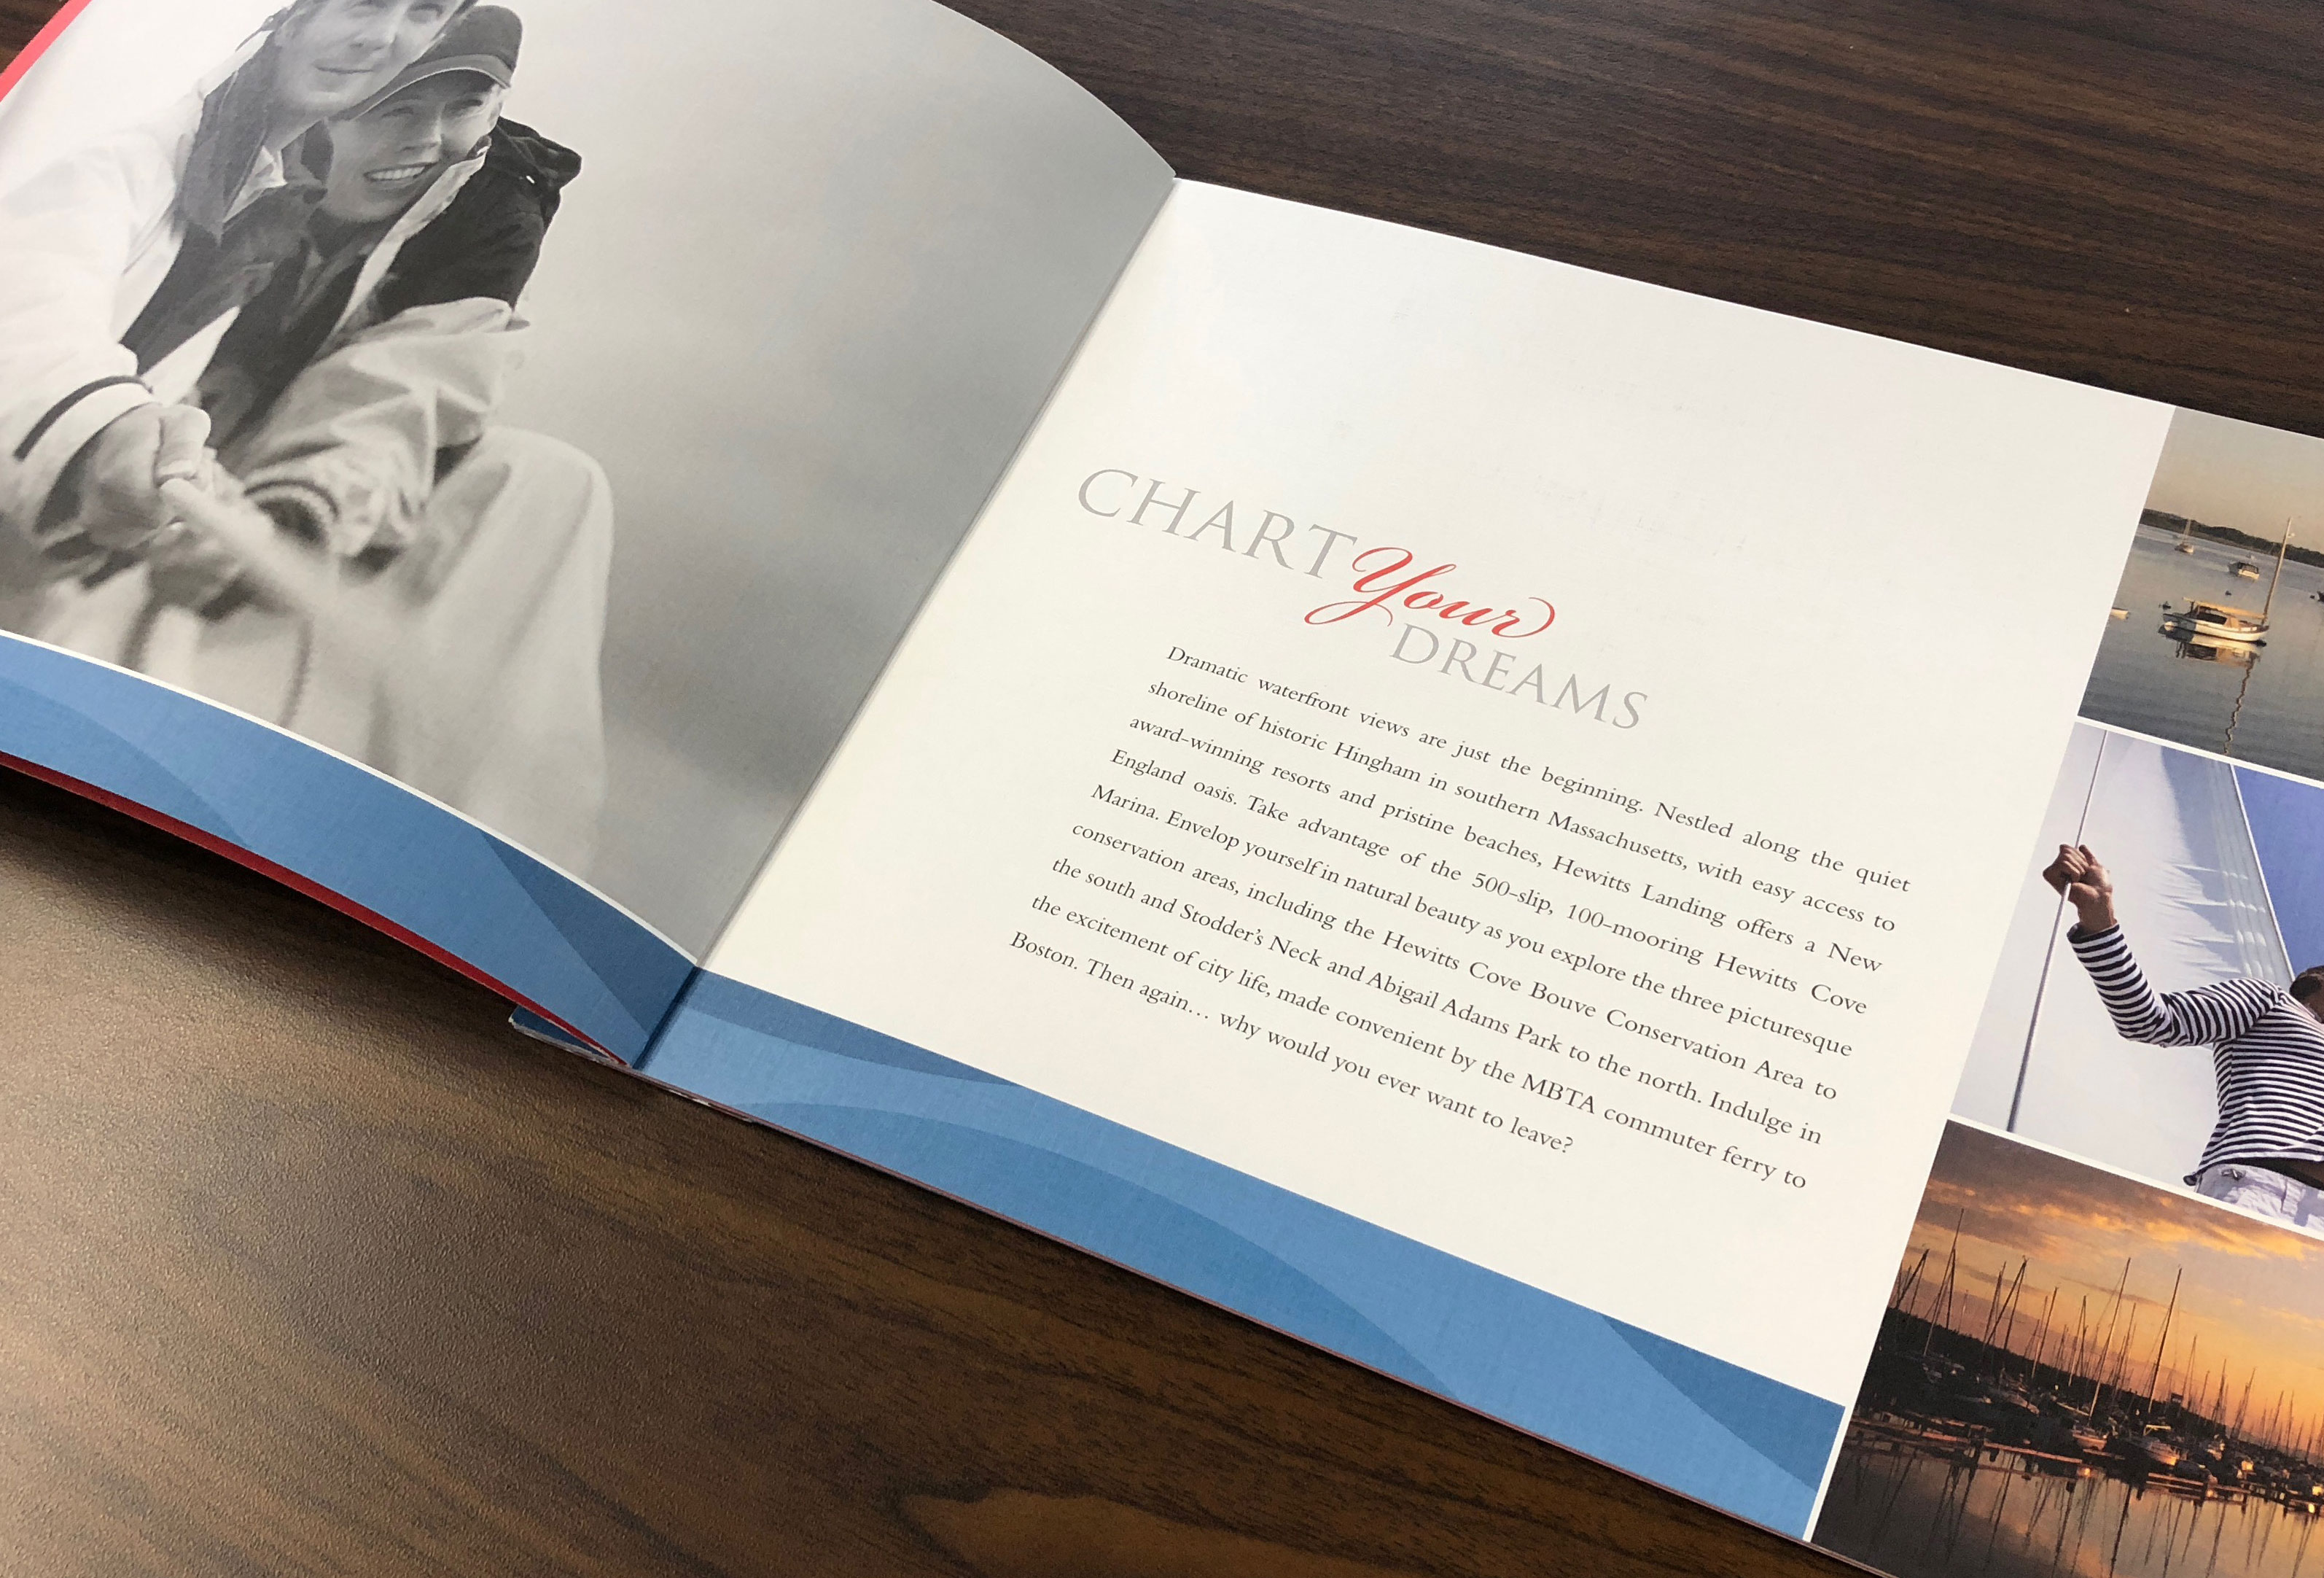 CHART Your
DREAMS
Dramatic waterfront views are just the beginning. Nestled along the quiet
shoreline of historic Hingham in southern Massachusetts, with easy access to
award-winning resorts and pristine beaches, Hewitts Landing offers a New
England oasis. Take advantage of the 500-slip, 100-mooring Hewitts Cove
Marina. Envelop yourself in natural beauty as you explore the three picturesque
conservation areas, including the Hewitts Cove Bouve Conservation Area to
the south and Stodder's Neck and Abigail Adams Park to the north. Indulge in
the excitement of city life, made convenient by the MBTA commuter ferry to
Boston. Then again… why would you ever want to leave?